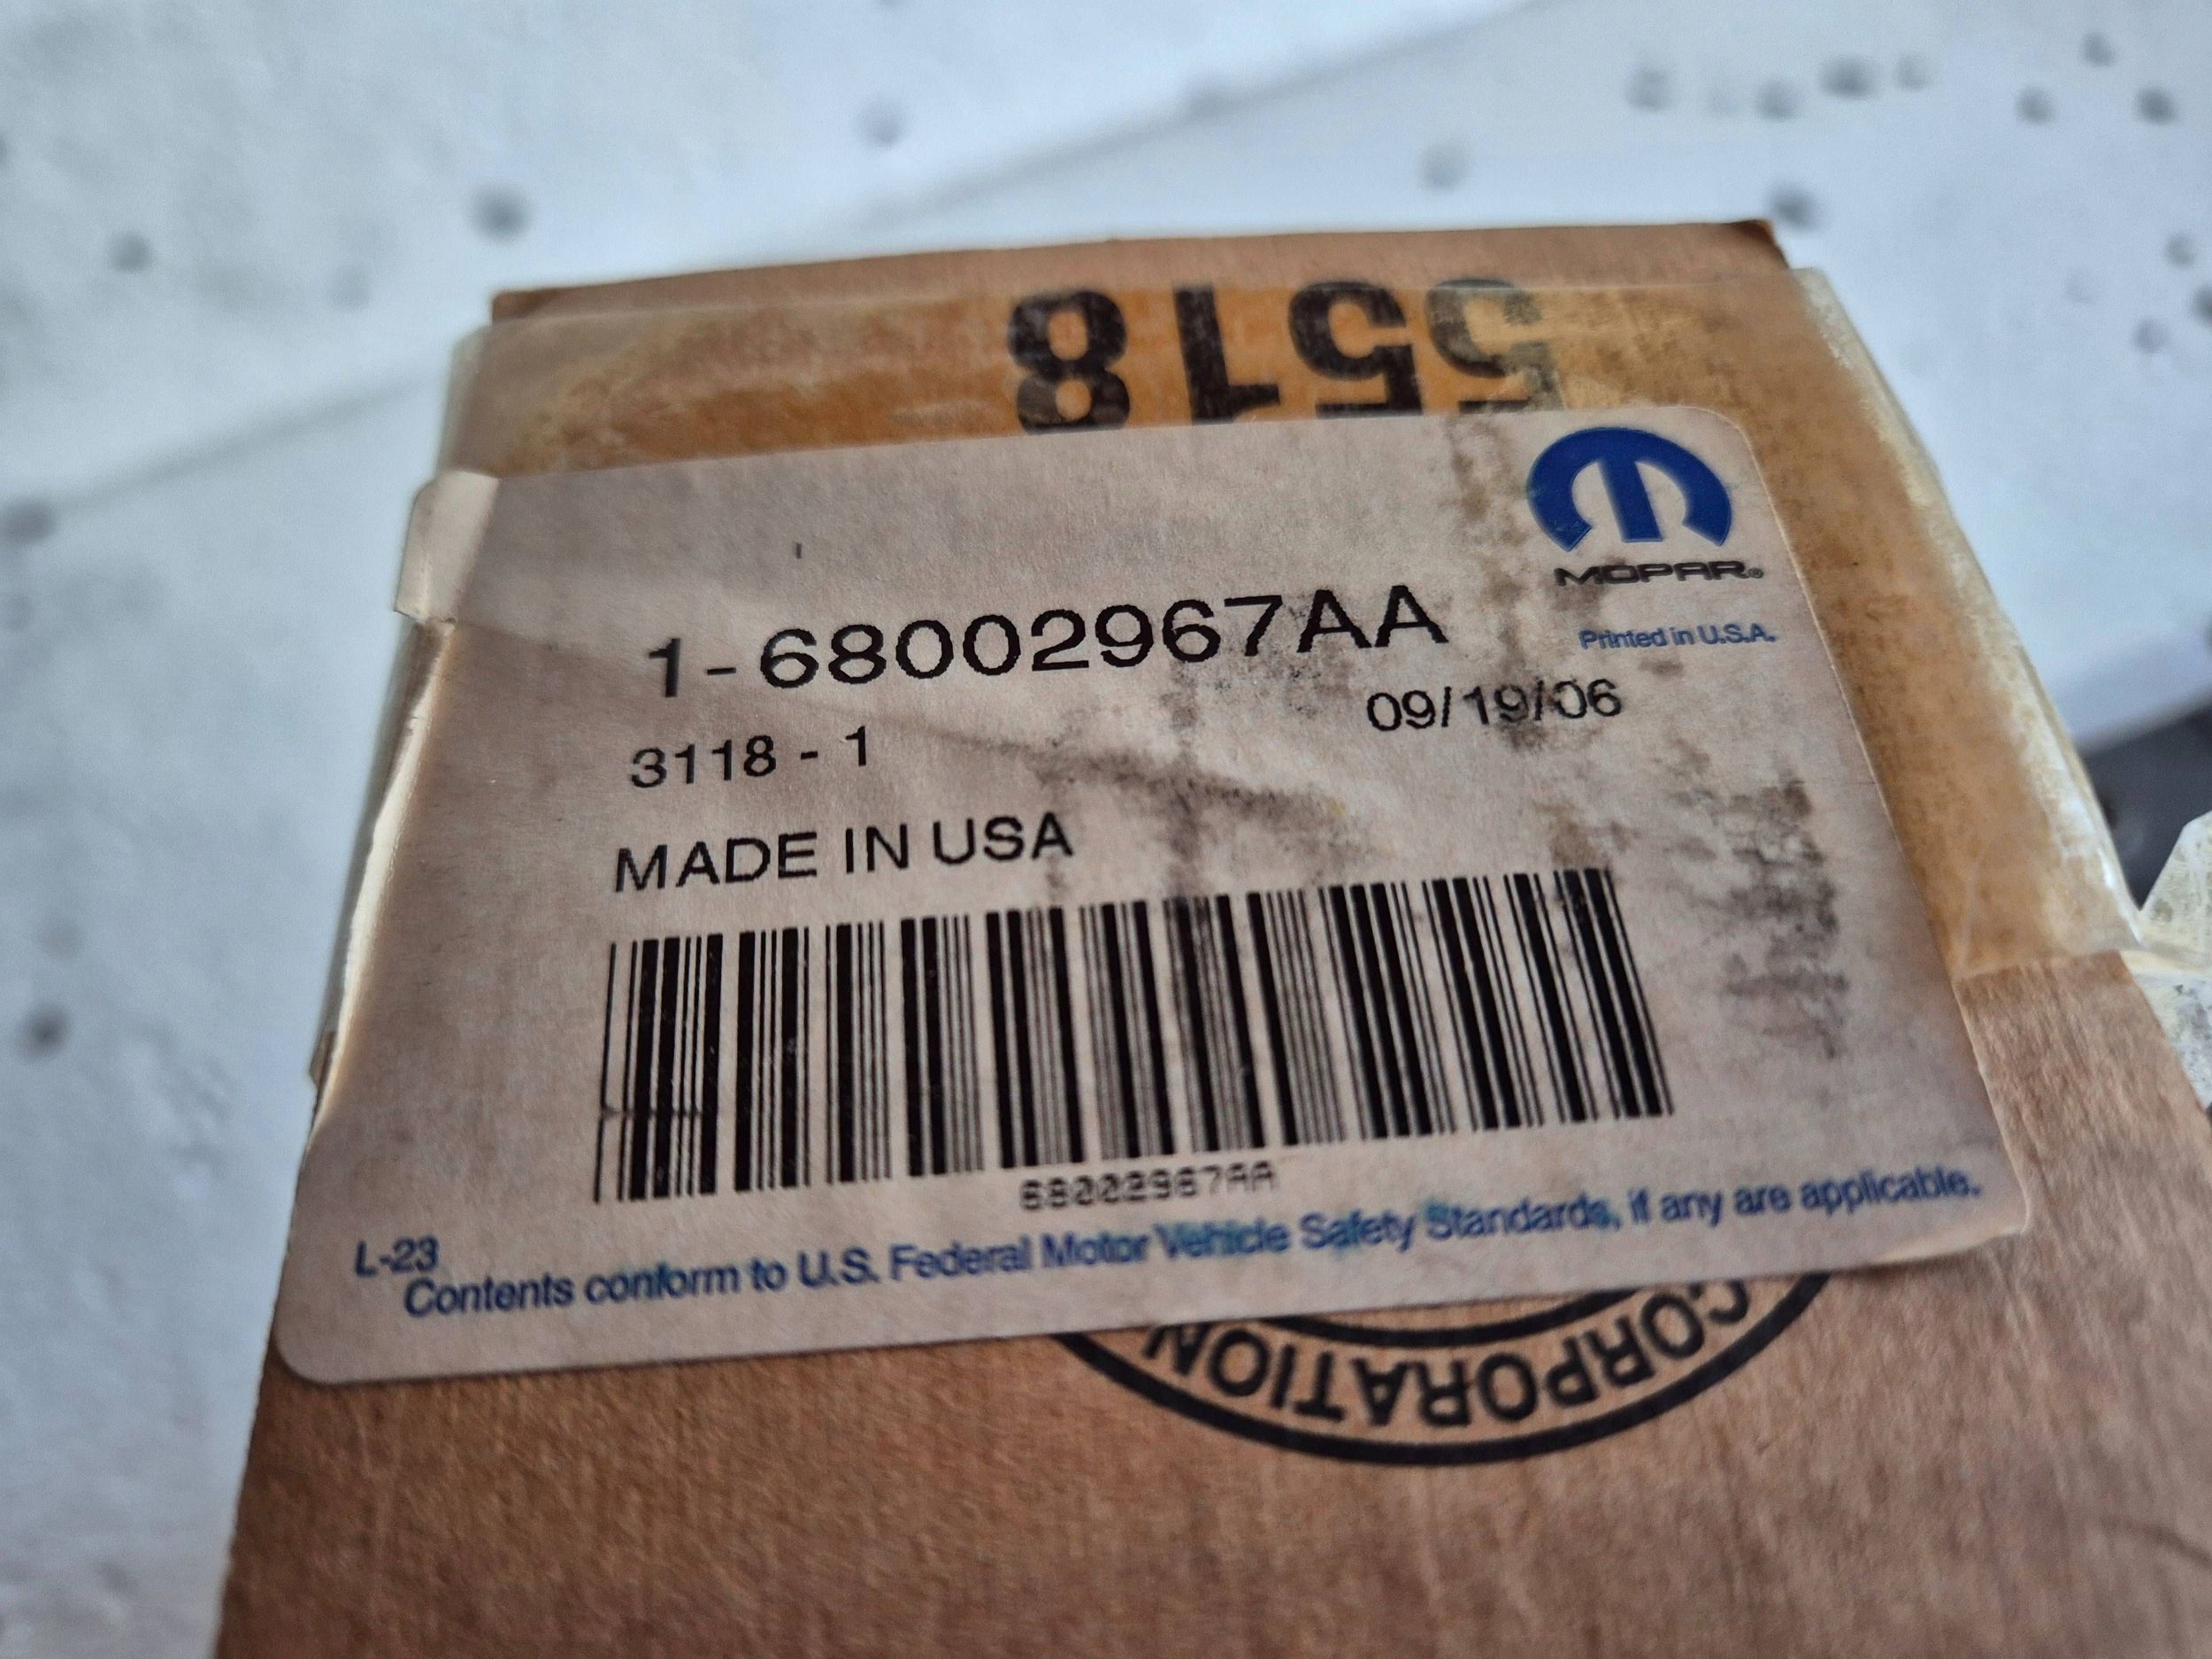 5518
MOPAR®
Printed in U.S.A.
1-68002967AA
09/19/06
3118 - 1
MADE IN USA
68002967AA
L-23
Contents conform to U.S. Federal Motor Vehicle Safety Standards, if any are applicable.
CORPORATION